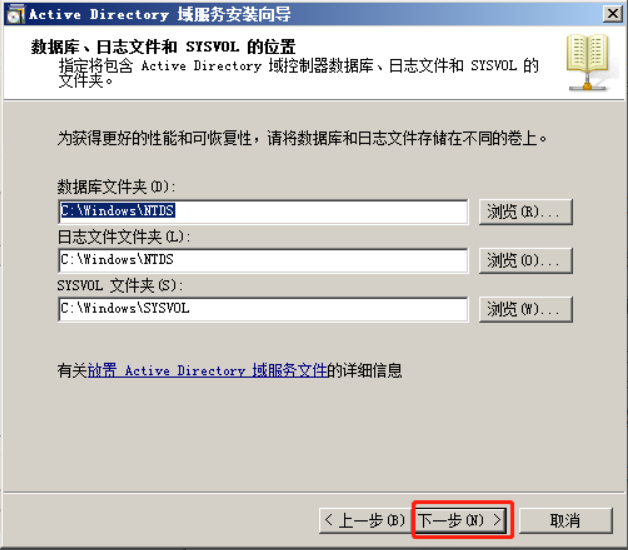 Active Directory 域服务安装向导
数据库、日志文件和 SYSVOL 的位置
指定将包含 Active Directory 域控制器数据库、日志文件和 SYSVOL 的
文件夹。
为获得更好的性能和可恢复性，请将数据库和日志文件存储在不同的卷上。
数据库文件夹(D):
C:\Windows\NTDS 浏览(R)...
日志文件文件夹(L):
C:\Windows\NTDS 浏览(O)...
SYSVOL 文件夹(S):
C:\Windows\SYSVOL 浏览(W)...
有关放置 Active Directory 域服务文件的详细信息
< 上一步(B) 下一步(N) > 取消